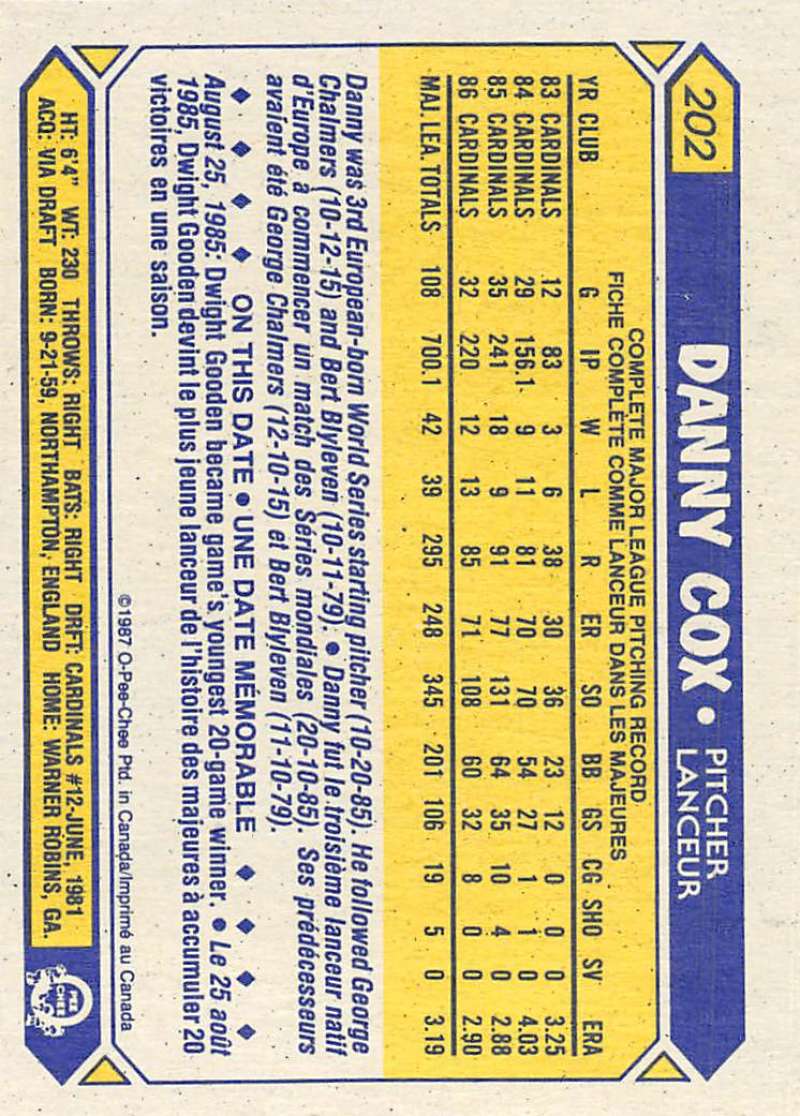 202 DANNY COX • PITCHER LANCEUR
COMPLETE MAJOR LEAGUE PITCHING RECORD
FICHE COMPLÈTE COMME LANCEUR DANS LES MAJEURES
YR CLUB G IP W L R ER SO BB GS CG SHO SV ERA
83 CARDINALS 12 83 3 6 38 30 36 23 12 0 0 0 3.25
84 CARDINALS 29 156.1 9 11 81 70 70 54 27 1 1 0 4.03
85 CARDINALS 35 241 18 9 91 77 131 64 35 10 4 0 2.88
86 CARDINALS 32 220 12 13 85 71 108 60 32 8 0 0 2.90
MAJ. LEA. TOTALS 108 700.1 42 39 295 248 345 201 106 19 5 0 3.19
Danny was 3rd European-born World Series starting pitcher (10-20-85). He followed George
Chalmers (10-12-15) and Bert Blyleven (10-11-79). • Danny fut le troisième lanceur natif
d'Europe à commencer un match des Séries mondiales (20-10-85). Ses prédécesseurs
avaient été George Chalmers (12-10-15) et Bert Blyleven (11-10-79).
◆ ◆ ◆ ◆ ON THIS DATE • UNE DATE MÉMORABLE ◆ ◆ ◆ ◆
August 25, 1985: Dwight Gooden became game's youngest 20-game winner. • Le 25 août
1985, Dwight Gooden devint le plus jeune lanceur de l'histoire des majeures à accumuler 20
victoires en une saison.
© 1987 O-Pee-Chee Ptd. in Canada/Imprimé au Canada
HT: 6'4" WT: 230 THROWS: RIGHT BATS: RIGHT DRFT: CARDINALS #12-JUNE, 1981
ACQ: VIA DRAFT BORN: 9-21-59, NORTHAMPTON, ENGLAND HOME: WARNER ROBINS, GA.
O PEE CHEE